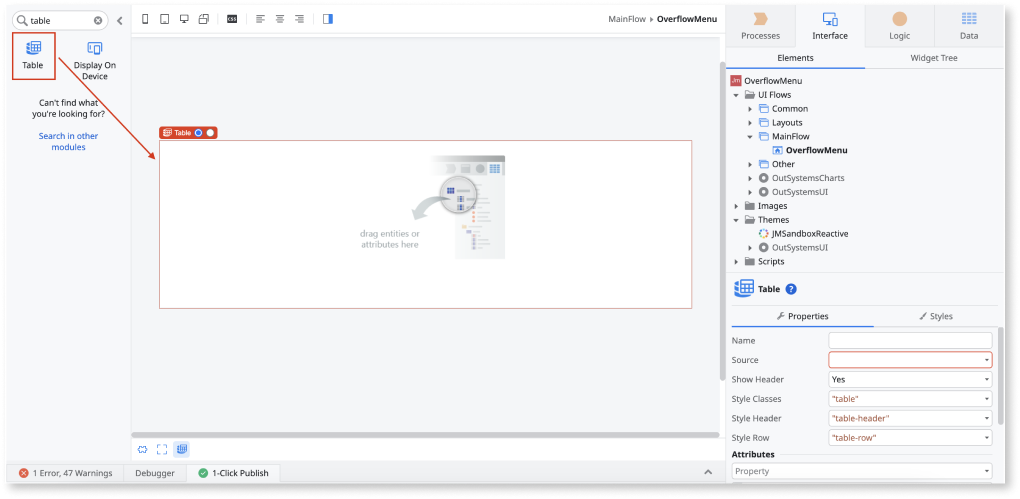 table
Table
Display On
Device
Can't find what
you're looking for?
Search in other
modules
CSS
MainFlow
OverflowMenu
Table
drag entities or
attributes here
Processes
Interface
Logic
Data
Elements
Widget Tree
Jm
OverflowMenu
UI Flows
Common
Layouts
MainFlow
OverflowMenu
Other
OutSystemsCharts
OutSystemsUI
Images
Themes
JMSandboxReactive
OutSystemsUI
Scripts
Table
?
Properties
Styles
Name
Source
Show Header
Yes
Style Classes
"table"
Style Header
"table-header"
Style Row
"table-row"
Attributes
Property
1 Error, 47 Warnings
Debugger
1-Click Publish